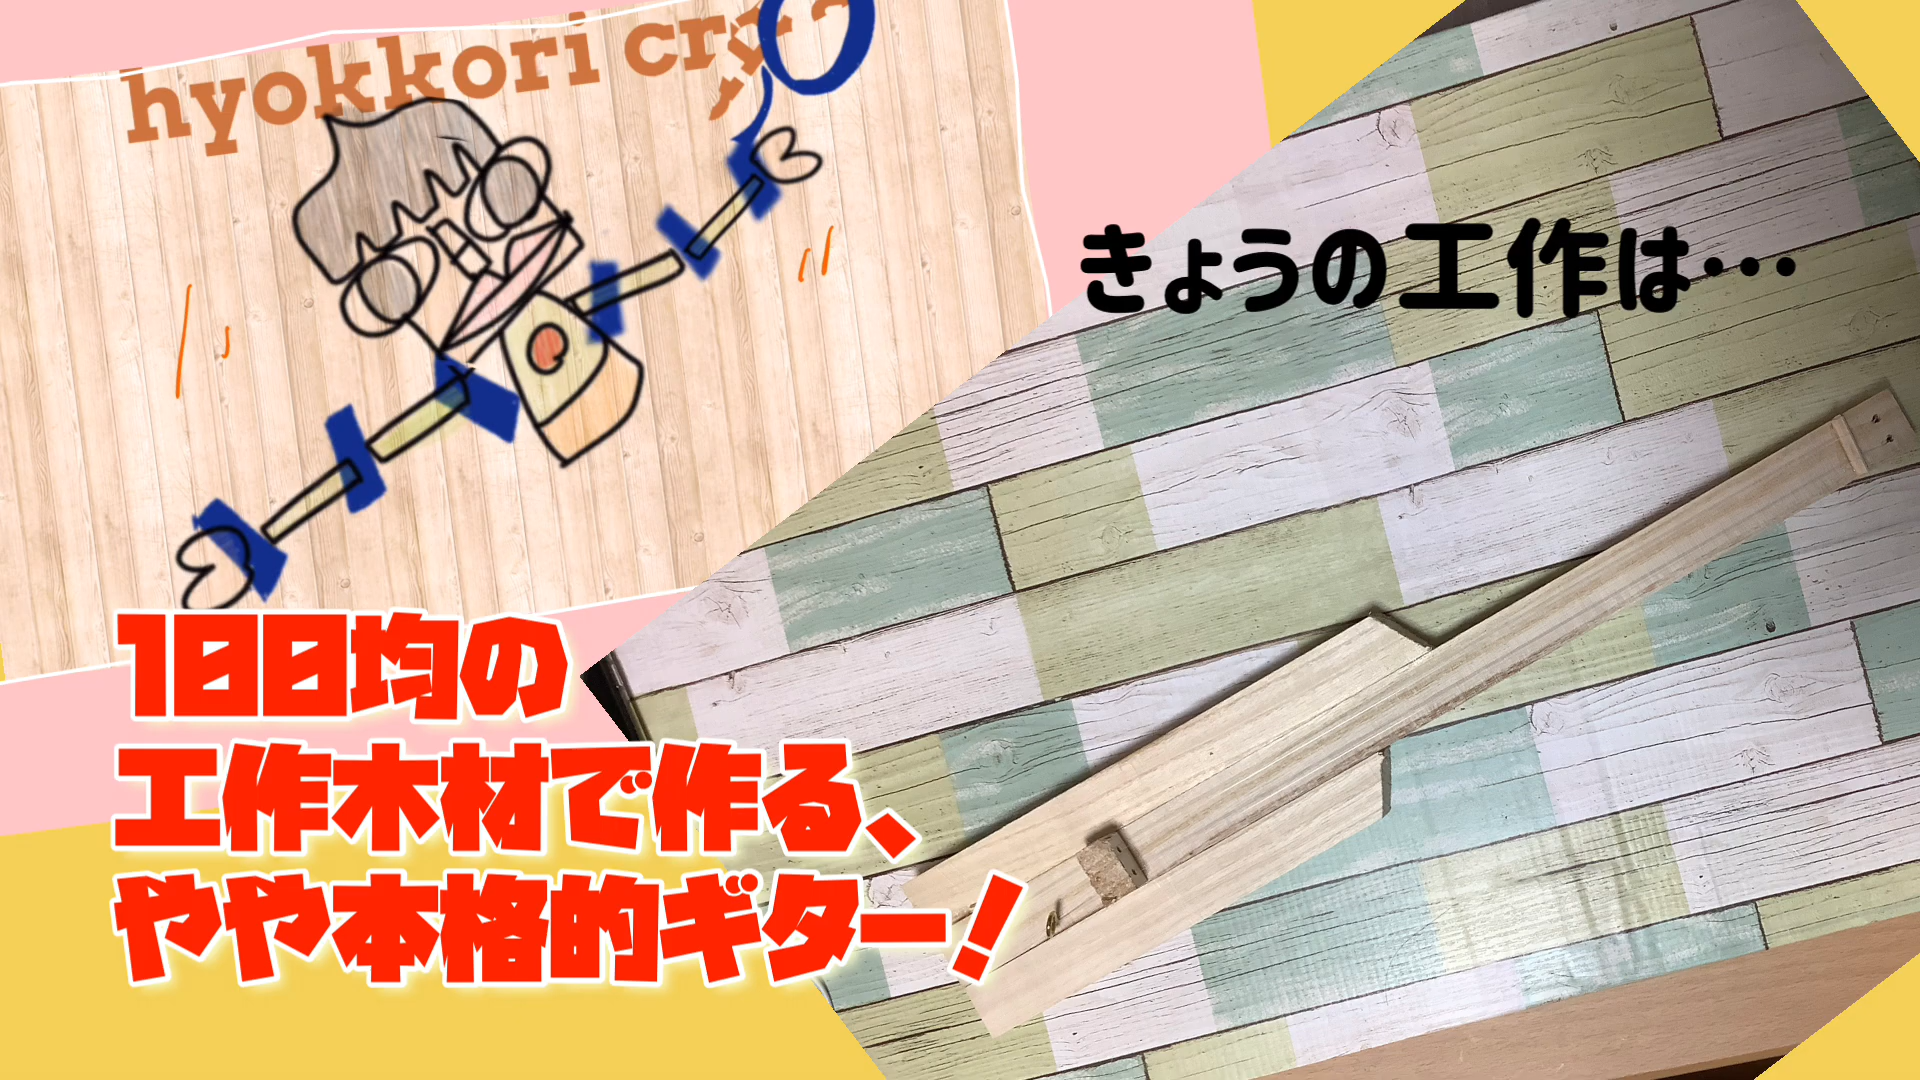 hyokkori
きょうの工作は…
100均の
工作木材で作る、
やや本格的ギター!